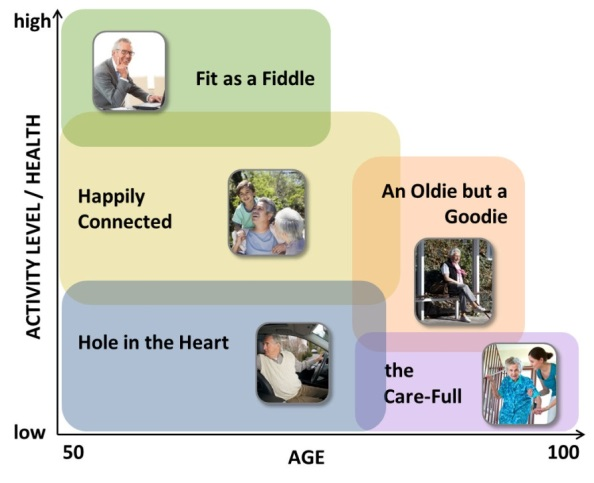 high
Fit as a Fiddle
Happily
Connected
An Oldie but a
Goodie
Hole in the Heart
the
Care-Full
ACTIVITY LEVEL / HEALTH
low
50
AGE
100